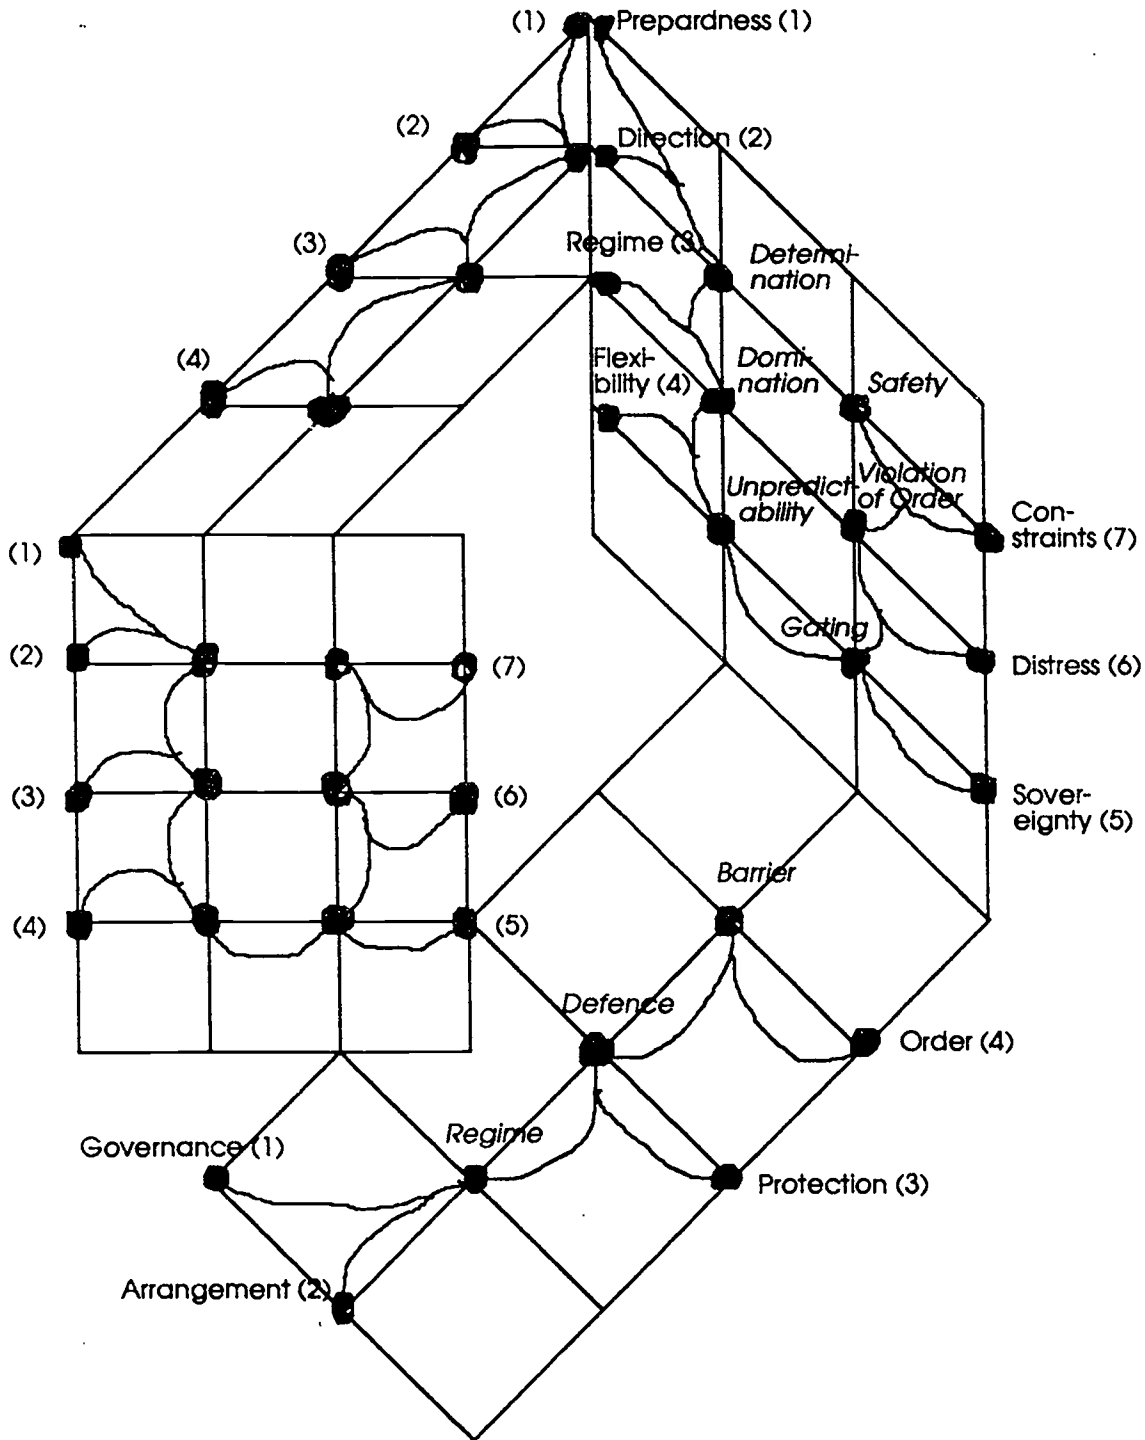 (1)
Prepardness (1)
(2)
Direction (2)
(3)
Regime (3)
Determi-
nation
(4)
Flexi-
bility (4)
Domi-
nation
Safety
Unpredict-
ability
Violation
of Order
Con-
straints (7)
(1)
(2)
(7)
Gating
Distress (6)
(3)
(6)
Sover-
eignty (5)
(4)
(5)
Barrier
Defence
Order (4)
Governance (1)
Regime
Protection (3)
Arrangement (2)